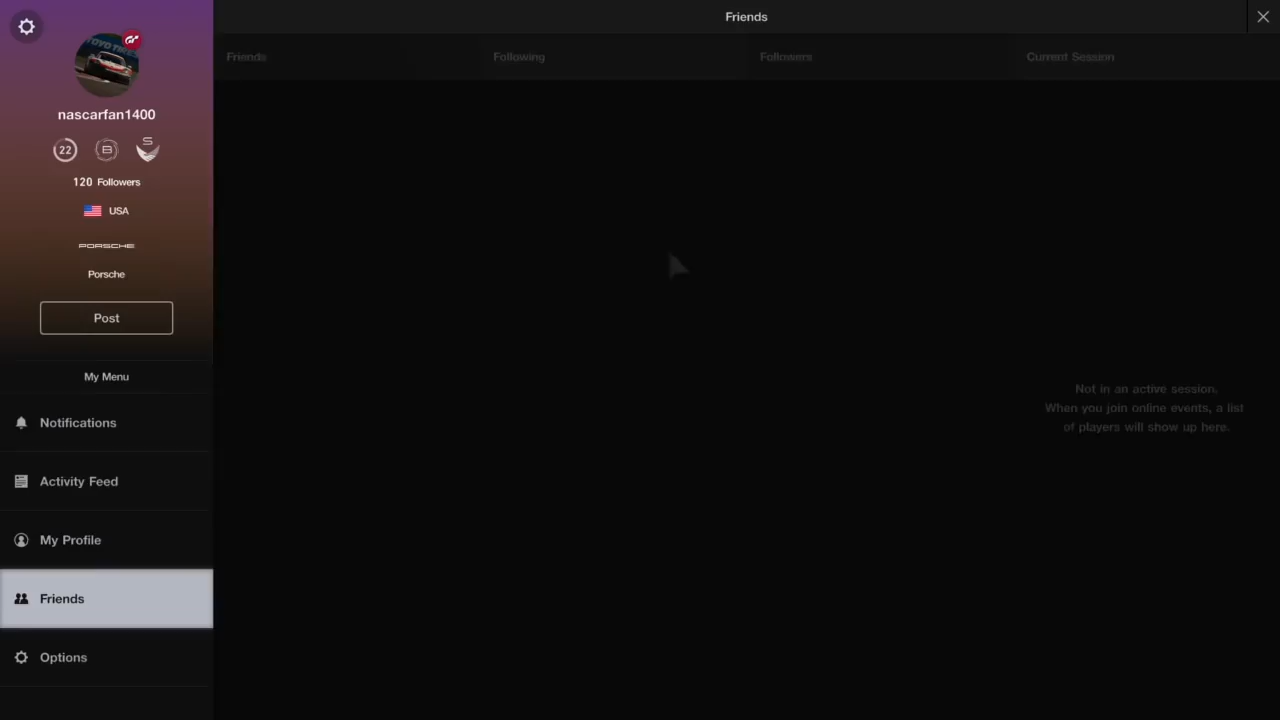 Friends
Friends
Following
Followers
Current Session
TOYO TIRES
nascarfan1400
22
B
S
120 Followers
USA
PORSCHE
Porsche
Post
My Menu
Notifications
Activity Feed
My Profile
Friends
Options
Not in an active session.
When you join online events, a list
of players will show up here.